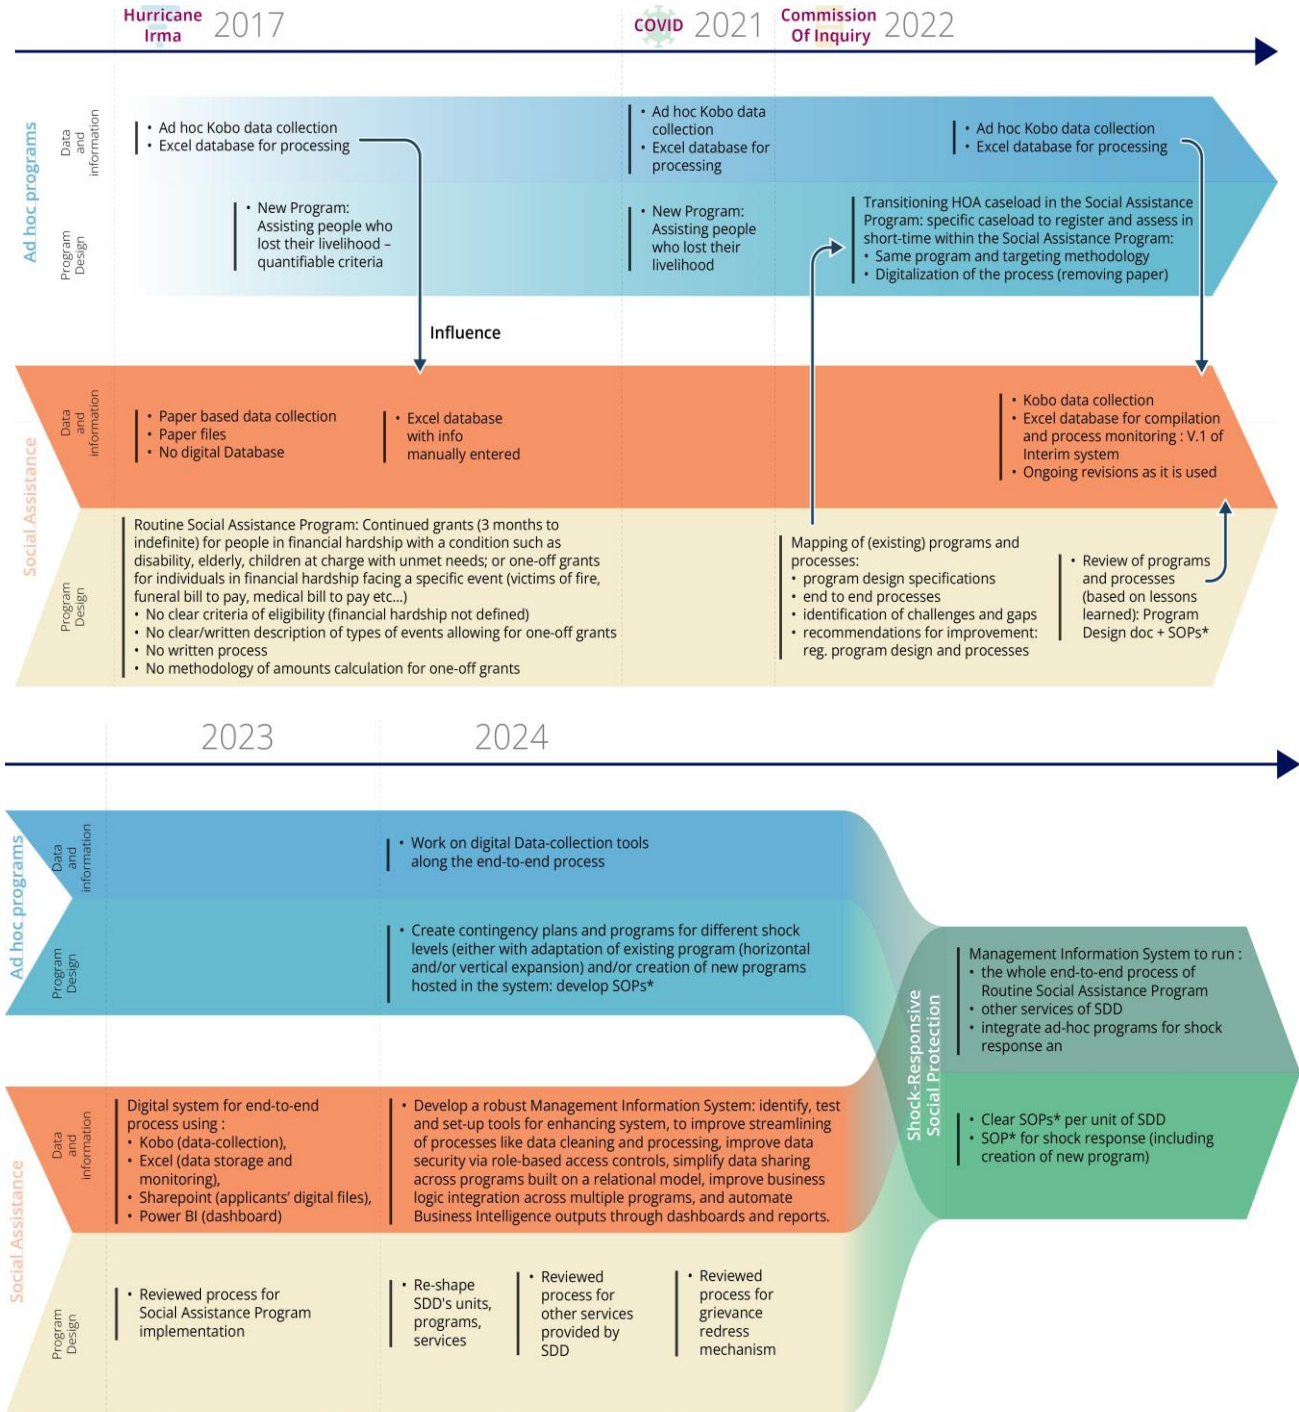 Hurricane
Irma
2017
COVID
2021
Commission
Of Inquiry
2022
Ad hoc programs
Data
and
information
• Ad hoc Kobo data collection
• Excel database for processing
• Ad hoc Kobo data
collection
• Excel database for
processing
• Ad hoc Kobo data collection
• Excel database for processing
Program
Design
• New Program:
Assisting people who
lost their livelihood –
quantifiable criteria
• New Program:
Assisting people
who lost their
livelihood
Transitioning HOA caseload in the Social Assistance
Program: specific caseload to register and assess in
short-time within the Social Assistance Program:
• Same program and targeting methodology
• Digitalization of the process (removing paper)
Influence
Social Assistance
Data
and
information
• Paper based data collection
• Paper files
• No digital Database
• Excel database
with info
manually entered
• Kobo data collection
• Excel database for compilation
and process monitoring : V.1 of
Interim system
• Ongoing revisions as it is used
Program
Design
Routine Social Assistance Program: Continued grants (3 months to
indefinite) for people in financial hardship with a condition such as
disability, elderly, children at charge with unmet needs; or one-off grants
for individuals in financial hardship facing a specific event (victims of fire,
funeral bill to pay, medical bill to pay etc...)
• No clear criteria of eligibility (financial hardship not defined)
• No clear/written description of types of events allowing for one-off grants
• No written process
• No methodology of amounts calculation for one-off grants
Mapping of (existing) programs and
processes:
• program design specifications
• end to end processes
• identification of challenges and gaps
• recommendations for improvement:
reg. program design and processes
• Review of programs
and processes
(based on lessons
learned): Program
Design doc + SOPs*
2023
2024
Ad hoc programs
Data
and
information
• Work on digital Data-collection tools
along the end-to-end process
Program
Design
• Create contingency plans and programs for different shock
levels (either with adaptation of existing program (horizontal
and/or vertical expansion) and/or creation of new programs
hosted in the system: develop SOPs*
Social Assistance
Data
and
information
Digital system for end-to-end
process using :
• Kobo (data-collection),
• Excel (data storage and
monitoring),
• Sharepoint (applicants' digital files),
• Power BI (dashboard)
• Develop a robust Management Information System: identify, test
and set-up tools for enhancing system, to improve streamlining
of processes like data cleaning and processing, improve data
security via role-based access controls, simplify data sharing
across programs built on a relational model, improve business
logic integration across multiple programs, and automate
Business Intelligence outputs through dashboards and reports.
Program
Design
• Reviewed process for
Social Assistance Program
implementation
• Re-shape
SDD's units,
programs,
services
• Reviewed
process for
other services
provided by
SDD
• Reviewed
process for
grievance
redress
mechanism
Shock-Responsive
Social Protection
Management Information System to run :
• the whole end-to-end process of
Routine Social Assistance Program
• other services of SDD
• integrate ad-hoc programs for shock
response an
• Clear SOPs* per unit of SDD
• SOP* for shock response (including
creation of new program)